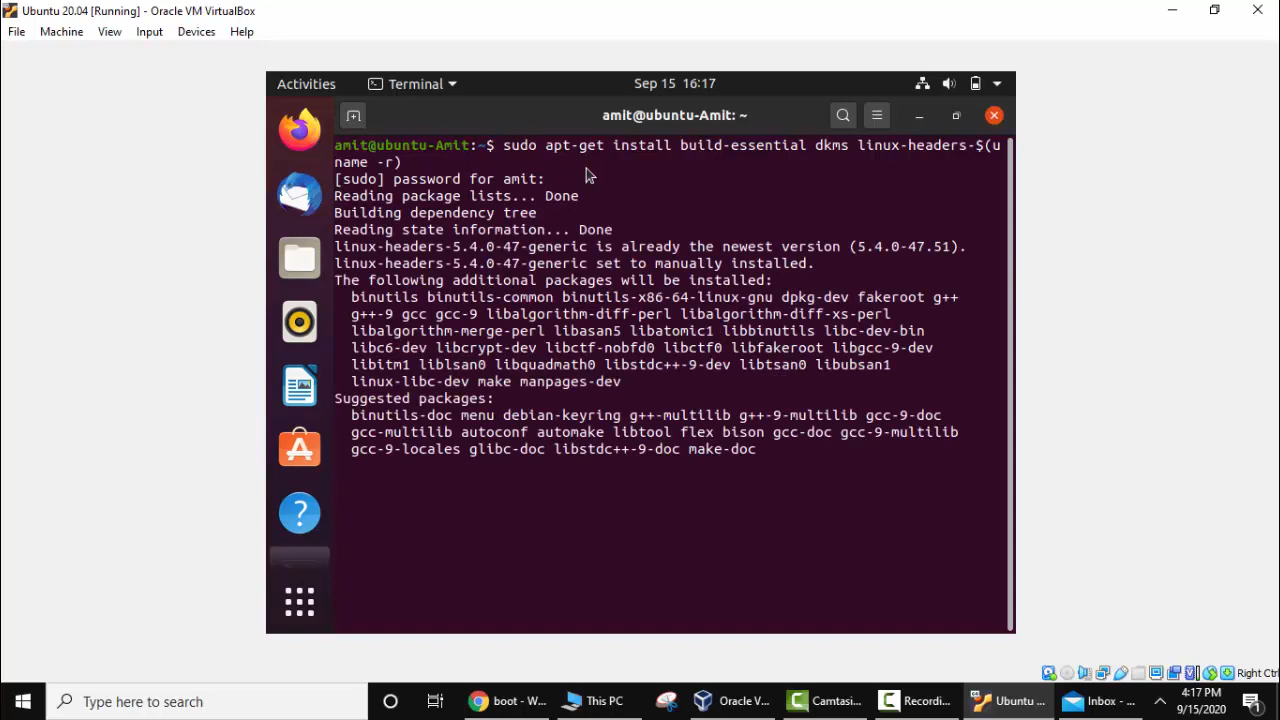 Ubuntu 20.04 [Running] - Oracle VM VirtualBox
File Machine View Input Devices Help
Activities Terminal Sep 15 16:17
amit@ubuntu-Amit: ~
amit@ubuntu-Amit:~$ sudo apt-get install build-essential dkms linux-headers-$(u
name -r)
[sudo] password for amit:
Reading package lists... Done
Building dependency tree
Reading state information... Done
linux-headers-5.4.0-47-generic is already the newest version (5.4.0-47.51).
linux-headers-5.4.0-47-generic set to manually installed.
The following additional packages will be installed:
binutils binutils-common binutils-x86-64-linux-gnu dpkg-dev fakeroot g++
g++-9 gcc gcc-9 libalgorithm-diff-perl libalgorithm-diff-xs-perl
libalgorithm-merge-perl libasan5 libatomic1 libbinutils libc-dev-bin
libc6-dev libcrypt-dev libctf-nobfd0 libctf0 libfakeroot libgcc-9-dev
libitm1 liblsan0 libquadmath0 libstdc++-9-dev libtsan0 libubsan1
linux-libc-dev make manpages-dev
Suggested packages:
binutils-doc menu debian-keyring g++-multilib g++-9-multilib gcc-9-doc
gcc-multilib autoconf automake libtool flex bison gcc-doc gcc-9-multilib
gcc-9-locales glibc-doc libstdc++-9-doc make-doc
Right Ctrl
Type here to search
boot - W... This PC Oracle V... Camtasi... Recordi... Ubuntu ... Inbox - ...
4:17 PM
9/15/2020
1